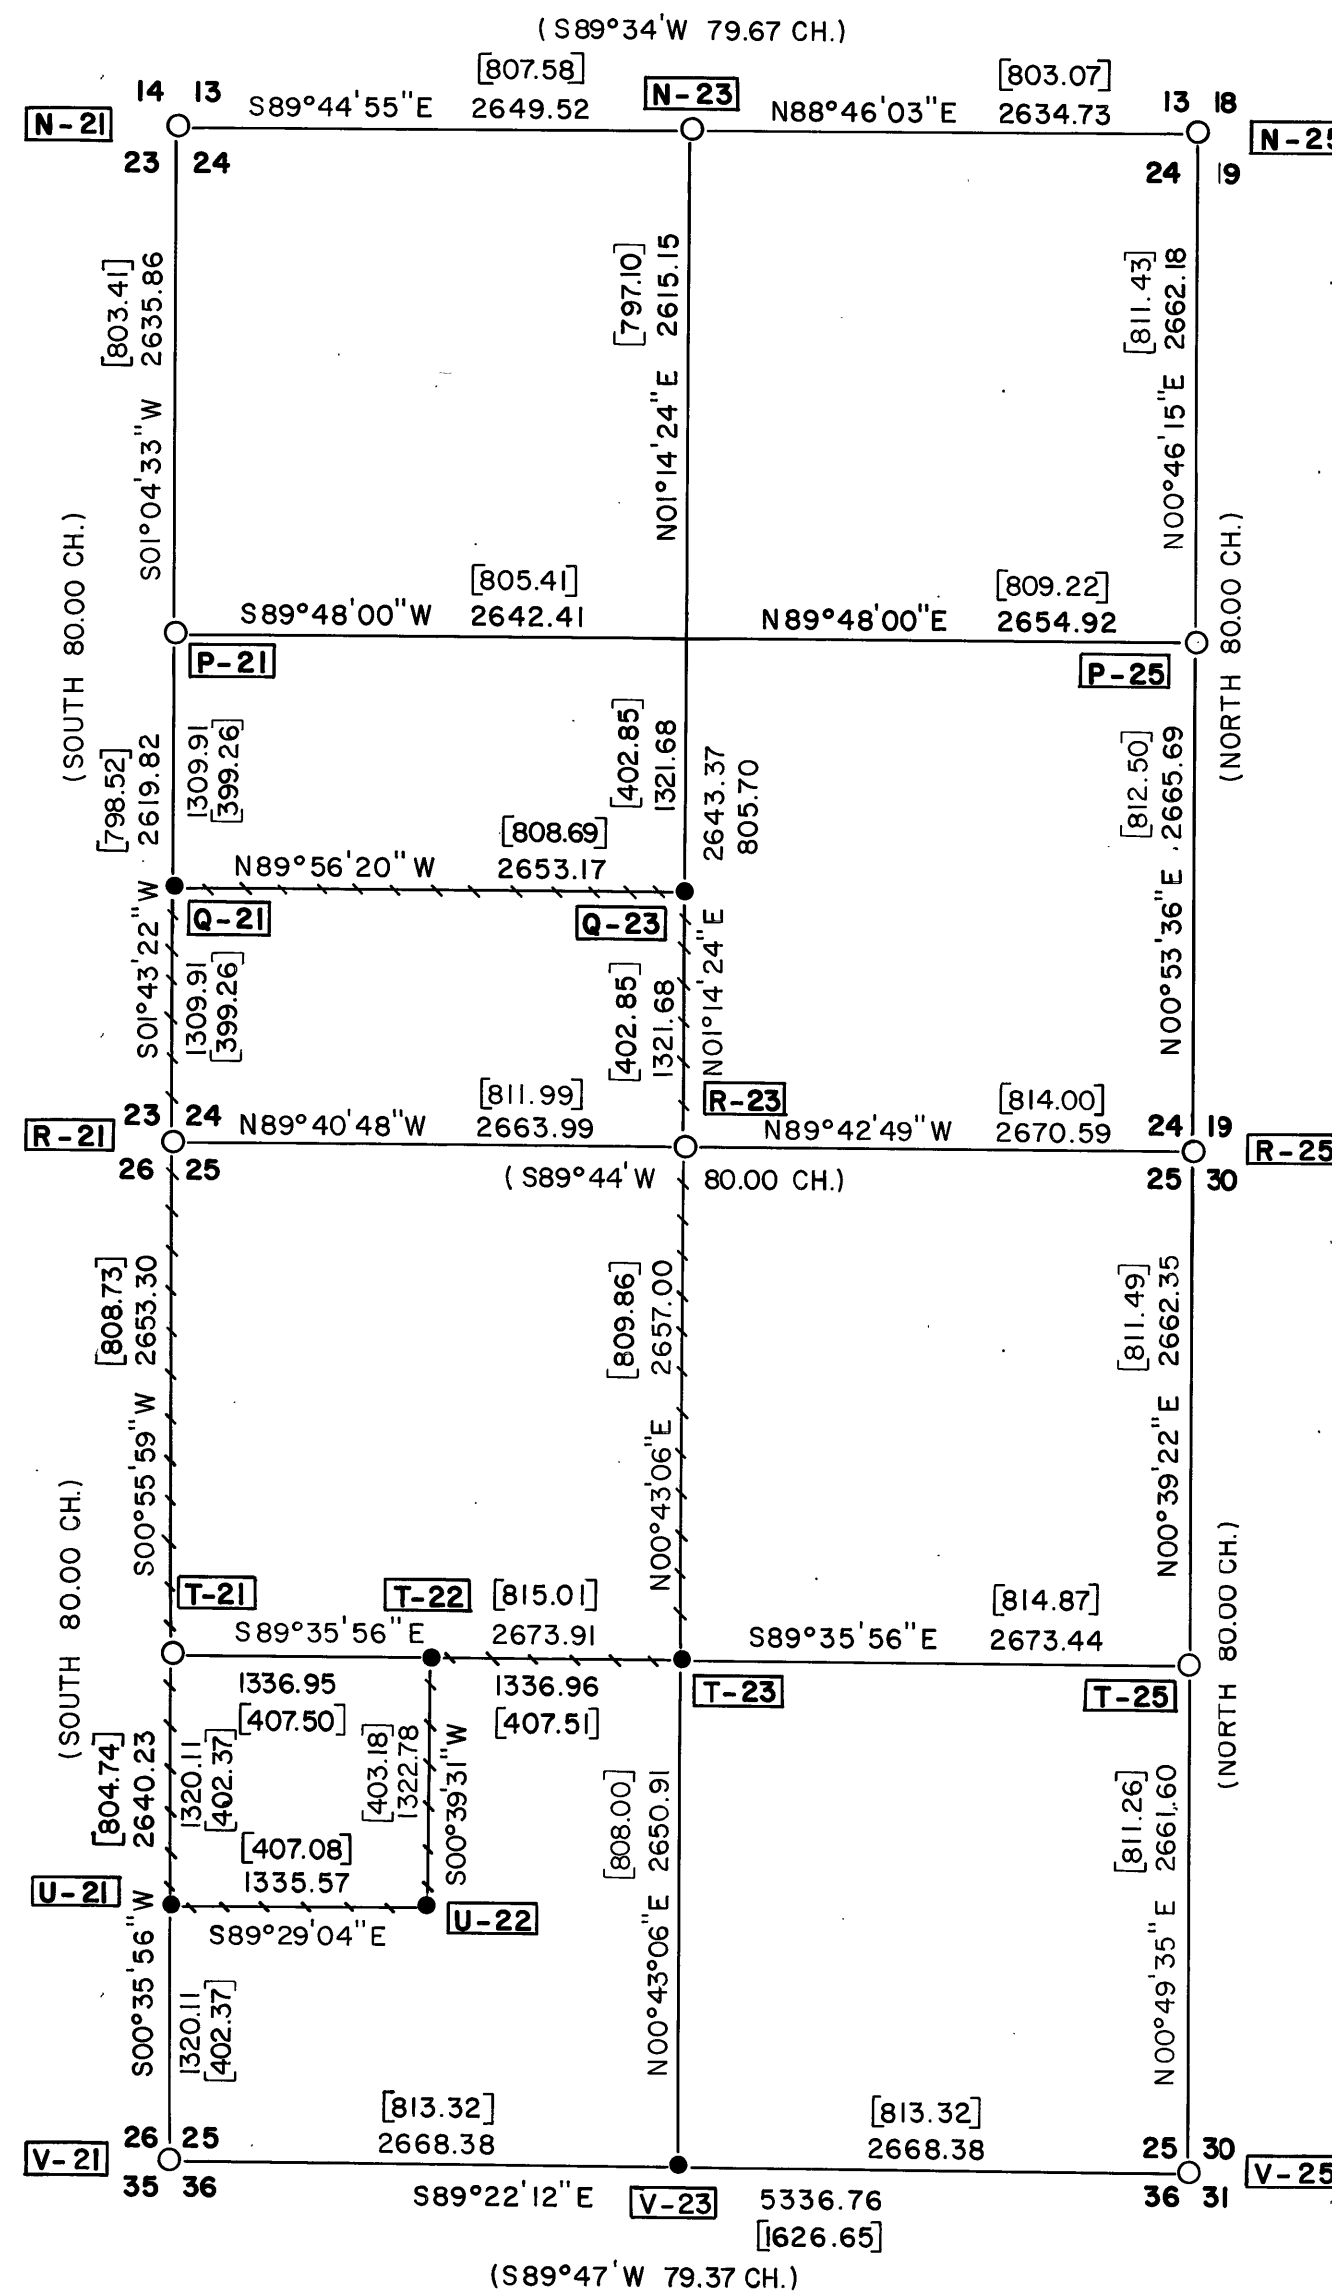 (S89°34'W 79.67 CH.)
[807.58]
[803.07]
14 13
S89°44'55"E 2649.52
N-23
N88°46'03"E 2634.73
13 18
N-21
N-25
23 24
24 19
[803.41]
2635.86
S01°04'33"W
[797.10]
2615.15
N01°14'24"E
[811.43]
2662.18
N00°46'15"E
(SOUTH 80.00 CH.)
(NORTH 80.00 CH.)
[805.41]
S89°48'00"W 2642.41
[809.22]
N89°48'00"E 2654.92
P-21
P-25
[798.52]
2619.82
1309.91
[399.26]
[402.85]
1321.68
2643.37
805.70
[812.50]
2665.69
N00°53'36"E
[808.69]
N89°56'20"W 2653.17
Q-21
Q-23
S01°43'22"W
1309.91
[399.26]
[402.85]
1321.68
N01°14'24"E
[811.99]
R-23
[814.00]
23 24
N89°40'48"W 2663.99
N89°42'49"W 2670.59
24 19
R-21
R-25
26 25
(S89°44'W 80.00 CH.)
25 30
[808.73]
2653.30
S00°55'59"W
[809.86]
2657.00
N00°43'06"E
[811.49]
2662.35
N00°39'22"E
(SOUTH 80.00 CH.)
(NORTH 80.00 CH.)
T-21
T-22
[815.01]
[814.87]
S89°35'56"E 2673.91
S89°35'56"E 2673.44
1336.95
1336.96
T-23
T-25
[407.50]
[407.51]
[804.74]
2640.23
1320.11
[402.37]
[403.18]
1322.78
S00°39'31"W
[808.00]
2650.91
N00°43'06"E
[811.26]
2661.60
N00°49'35"E
[407.08]
1335.57
U-21
U-22
S89°29'04"E
S00°35'56"W
1320.11
[402.37]
[813.32]
[813.32]
26 25
2668.38
2668.38
25 30
V-21
V-25
35 36
S89°22'12"E
V-23
5336.76
36 31
[1626.65]
(S89°47'W 79.37 CH.)